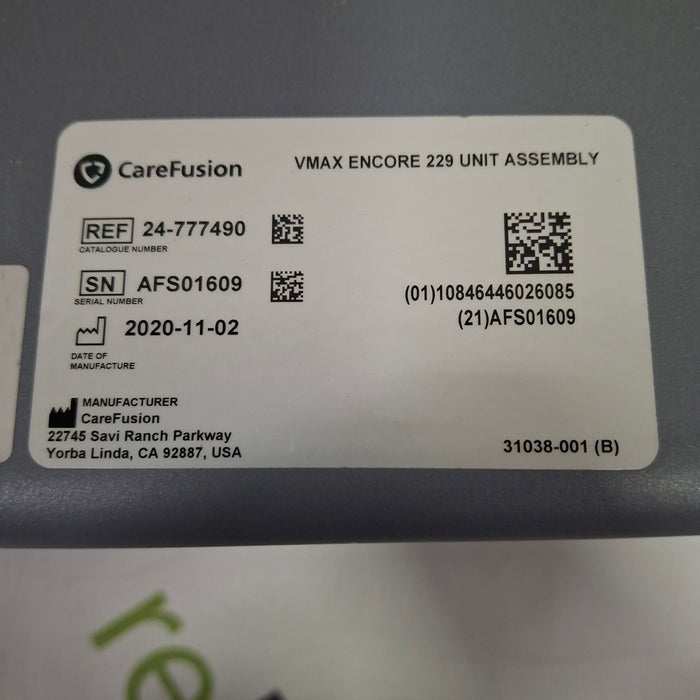 CareFusion
VMAX ENCORE 229 UNIT ASSEMBLY
REF 24-777490
CATALOGUE NUMBER
SN AFS01609
SERIAL NUMBER
(01)10846446026085
(21)AFS01609
2020-11-02
DATE OF
MANUFACTURE
MANUFACTURER
CareFusion
22745 Savi Ranch Parkway
Yorba Linda, CA 92887, USA
31038-001 (B)
re